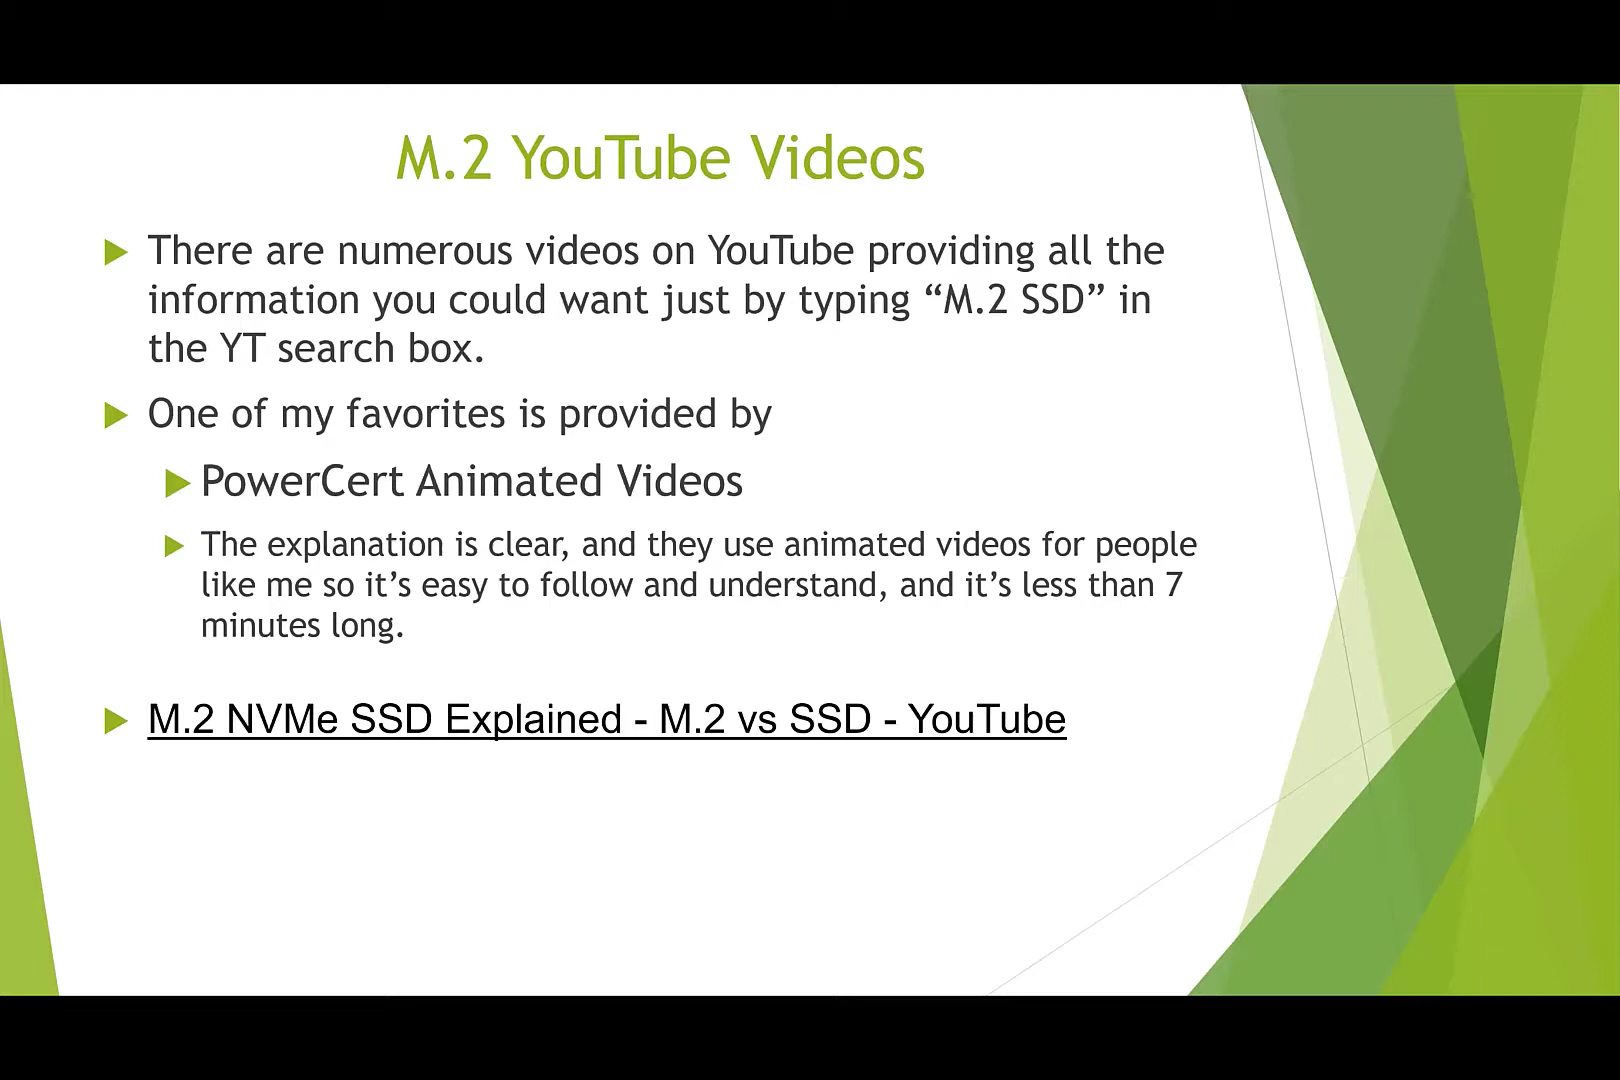 M.2 YouTube Videos
There are numerous videos on YouTube providing all the
information you could want just by typing “M.2 SSD” in
the YT search box.
One of my favorites is provided by
PowerCert Animated Videos
The explanation is clear, and they use animated videos for people
like me so it’s easy to follow and understand, and it’s less than 7
minutes long.
M.2 NVMe SSD Explained - M.2 vs SSD - YouTube